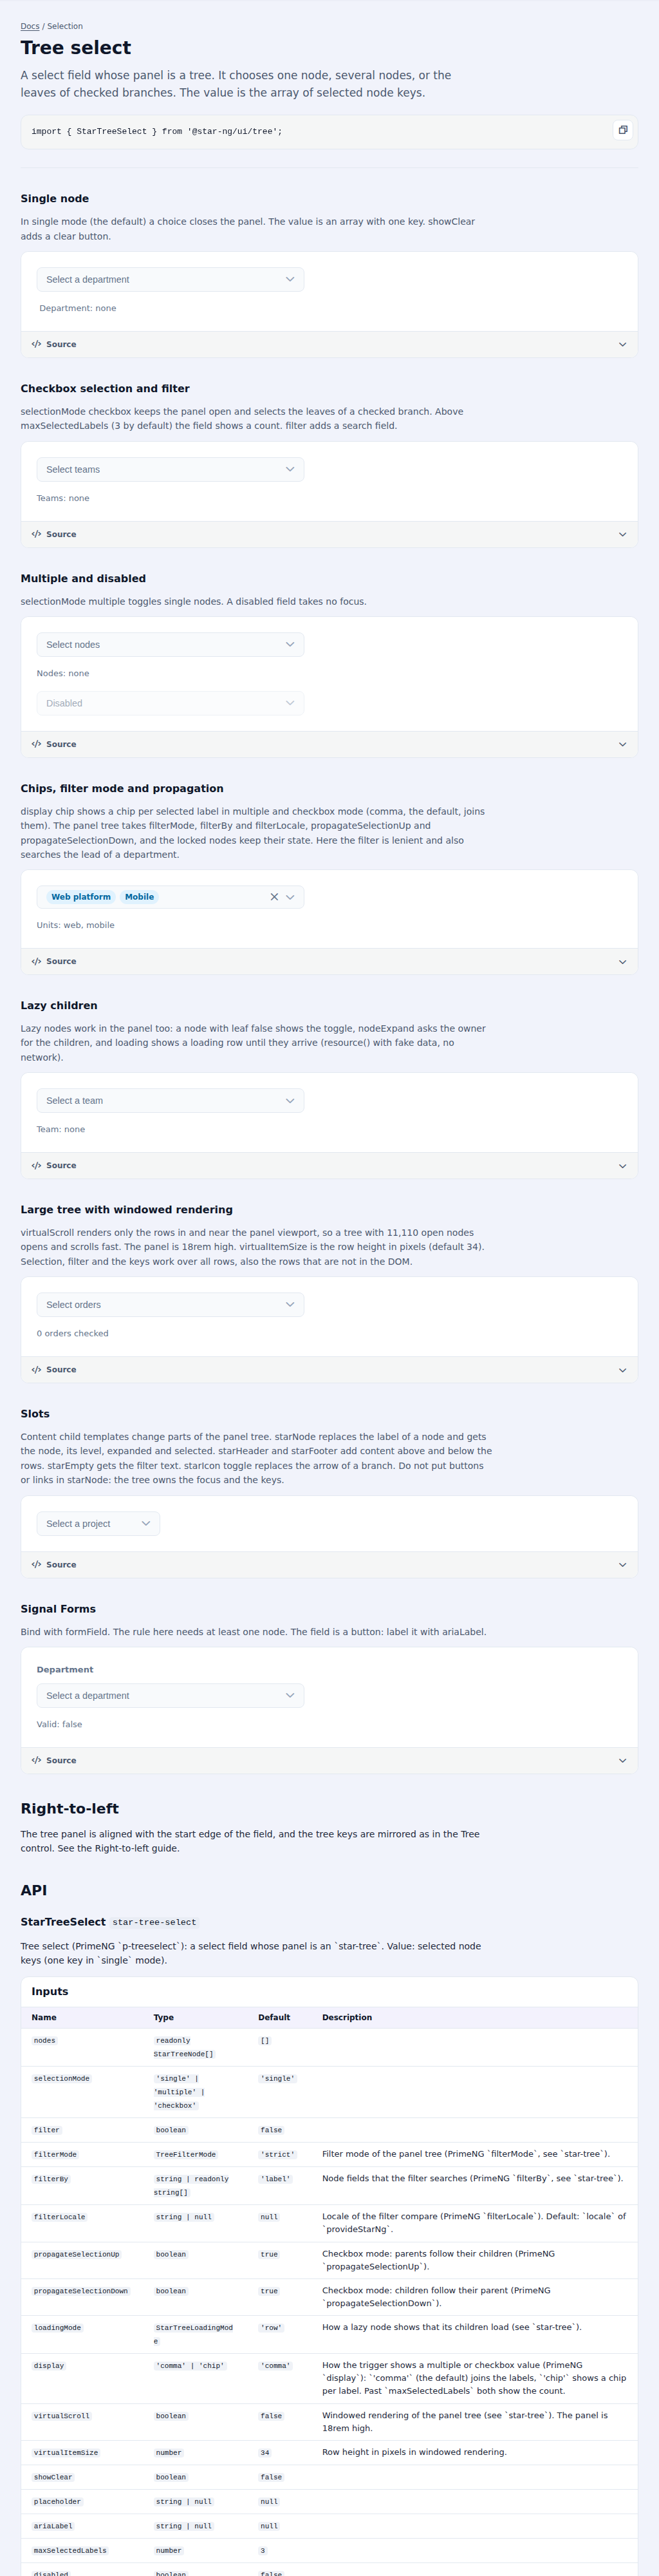 Docs / Selection
Tree select
A select field whose panel is a tree. It chooses one node, several nodes, or the
leaves of checked branches. The value is the array of selected node keys.
import { StarTreeSelect } from '@star-ng/ui/tree';
Single node
In single mode (the default) a choice closes the panel. The value is an array with one key. showClear
adds a clear button.
Select a department
Department: none
</> Source
Checkbox selection and filter
selectionMode checkbox keeps the panel open and selects the leaves of a checked branch. Above
maxSelectedLabels (3 by default) the field shows a count. filter adds a search field.
Select teams
Teams: none
</> Source
Multiple and disabled
selectionMode multiple toggles single nodes. A disabled field takes no focus.
Select nodes
Nodes: none
Disabled
</> Source
Chips, filter mode and propagation
display chip shows a chip per selected label in multiple and checkbox mode (comma, the default, joins
them). The panel tree takes filterMode, filterBy and filterLocale, propagateSelectionUp and
propagateSelectionDown, and the locked nodes keep their state. Here the filter is lenient and also
searches the lead of a department.
Web platform Mobile
Units: web, mobile
</> Source
Lazy children
Lazy nodes work in the panel too: a node with leaf false shows the toggle, nodeExpand asks the owner
for the children, and loading shows a loading row until they arrive (resource() with fake data, no
network).
Select a team
Team: none
</> Source
Large tree with windowed rendering
virtualScroll renders only the rows in and near the panel viewport, so a tree with 11,110 open nodes
opens and scrolls fast. The panel is 18rem high. virtualItemSize is the row height in pixels (default 34).
Selection, filter and the keys work over all rows, also the rows that are not in the DOM.
Select orders
0 orders checked
</> Source
Slots
Content child templates change parts of the panel tree. starNode replaces the label of a node and gets
the node, its level, expanded and selected. starHeader and starFooter add content above and below the
rows. starEmpty gets the filter text. starIcon toggle replaces the arrow of a branch. Do not put buttons
or links in starNode: the tree owns the focus and the keys.
Select a project
</> Source
Signal Forms
Bind with formField. The rule here needs at least one node. The field is a button: label it with ariaLabel.
Department
Select a department
Valid: false
</> Source
Right-to-left
The tree panel is aligned with the start edge of the field, and the tree keys are mirrored as in the Tree
control. See the Right-to-left guide.
API
StarTreeSelect star-tree-select
Tree select (PrimeNG `p-treeselect`): a select field whose panel is an `star-tree`. Value: selected node
keys (one key in `single` mode).
Inputs
Name Type Default Description
nodes readonly StarTreeNode[] []
selectionMode 'single' | 'multiple' | 'checkbox' 'single'
filter boolean false
filterMode TreeFilterMode 'strict' Filter mode of the panel tree (PrimeNG `filterMode`, see `star-tree`).
filterBy string | readonly string[] 'label' Node fields that the filter searches (PrimeNG `filterBy`, see `star-tree`).
filterLocale string | null null Locale of the filter compare (PrimeNG `filterLocale`). Default: `locale` of
`provideStarNg`.
propagateSelectionUp boolean true Checkbox mode: parents follow their children (PrimeNG
`propagateSelectionUp`).
propagateSelectionDown boolean true Checkbox mode: children follow their parent (PrimeNG
`propagateSelectionDown`).
loadingMode StarTreeLoadingMode 'row' How a lazy node shows that its children load (see `star-tree`).
display 'comma' | 'chip' 'comma' How the trigger shows a multiple or checkbox value (PrimeNG
`display`): `'comma'` (the default) joins the labels, `'chip'` shows a chip
per label. Past `maxSelectedLabels` both show the count.
virtualScroll boolean false Windowed rendering of the panel tree (see `star-tree`). The panel is
18rem high.
virtualItemSize number 34 Row height in pixels in windowed rendering.
showClear boolean false
placeholder string | null null
ariaLabel string | null null
maxSelectedLabels number 3
disabled boolean false